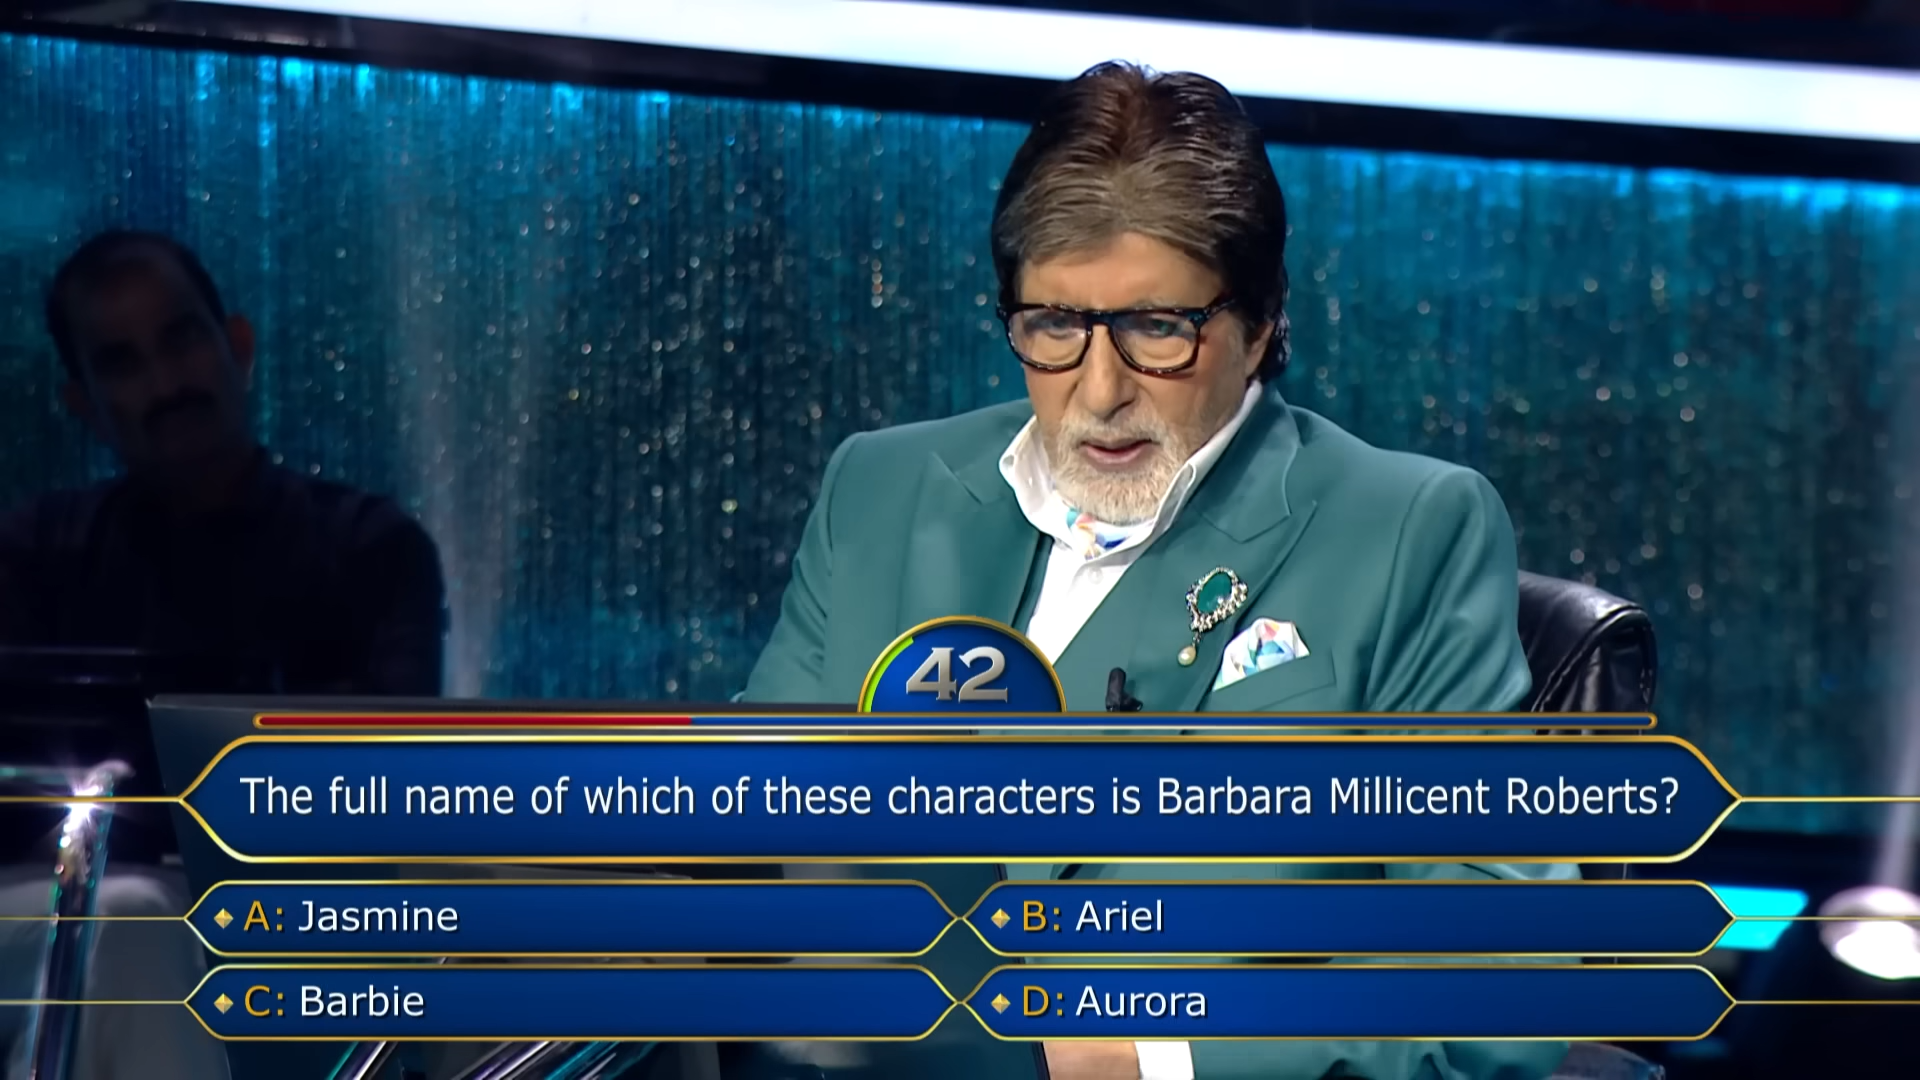 42
The full name of which of these characters is Barbara Millicent Roberts?
A: Jasmine
B: Ariel
C: Barbie
D: Aurora